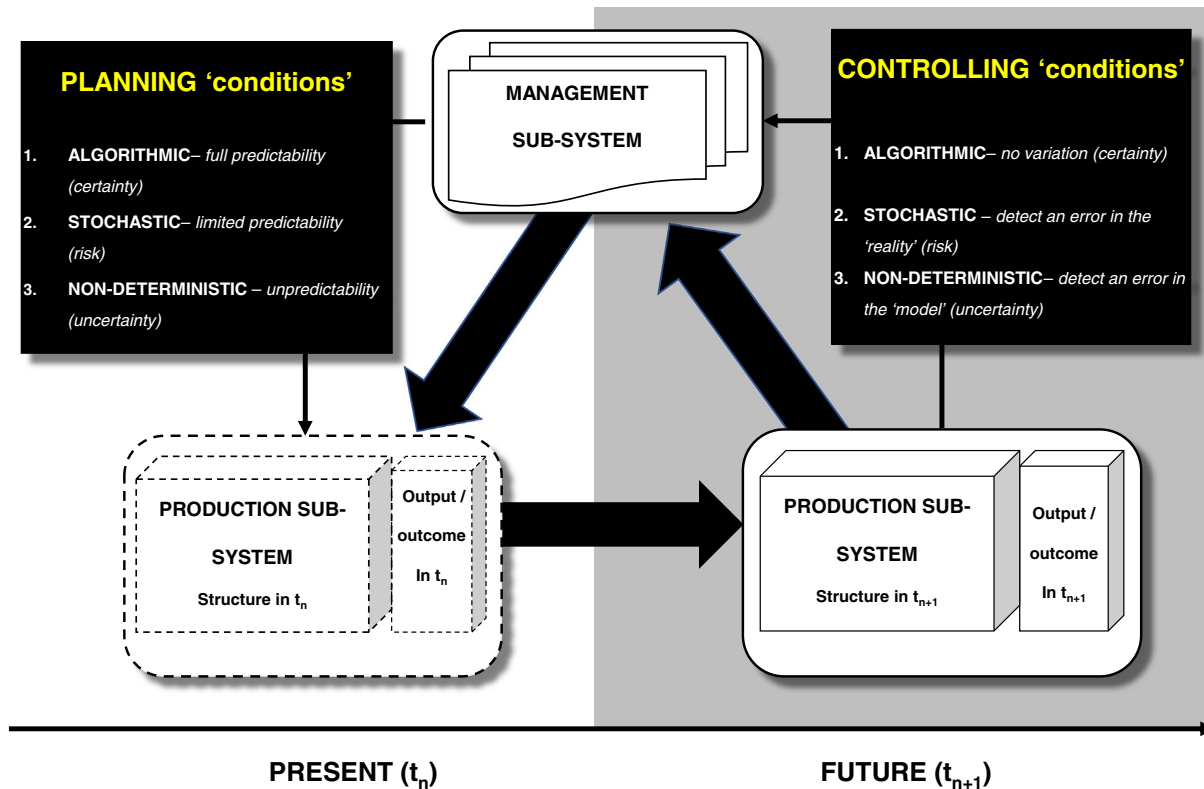 PLANNING ‘conditions’
1. ALGORITHMIC– full predictability
(certainty)
2. STOCHASTIC– limited predictability
(risk)
3. NON-DETERMINISTIC – unpredictability
(uncertainty)
MANAGEMENT
SUB-SYSTEM
CONTROLLING ‘conditions’
1. ALGORITHMIC– no variation (certainty)
2. STOCHASTIC – detect an error in the
‘reality’ (risk)
3. NON-DETERMINISTIC– detect an error in
the ‘model’ (uncertainty)
PRODUCTION SUB-
SYSTEM
Structure in tn
Output /
outcome
In tn
PRODUCTION SUB-
SYSTEM
Structure in tn+1
Output /
outcome
In tn+1
PRESENT (tn)
FUTURE (tn+1)